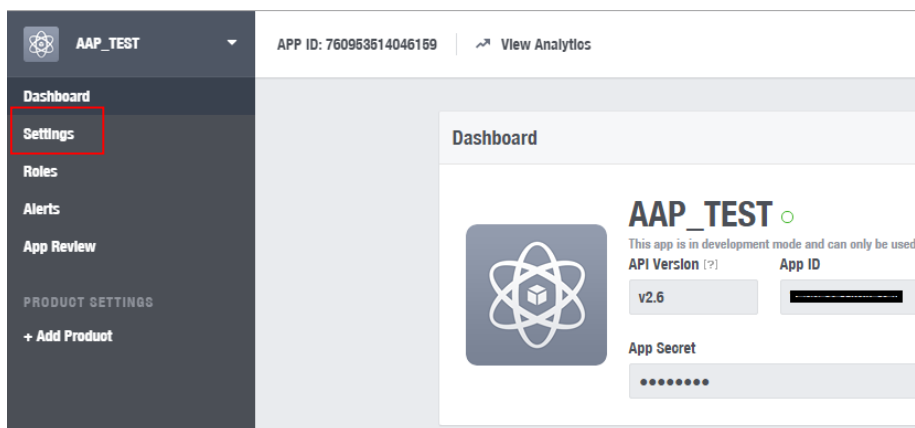 AAP_TEST
APP ID: 760953514046159
View Analytics
Dashboard
Settings
Roles
Alerts
App Review
PRODUCT SETTINGS
+ Add Product
Dashboard
AAP_TEST
This app is in development mode and can only be used
API Version [?]
App ID
v2.6
App Secret
●●●●●●●●